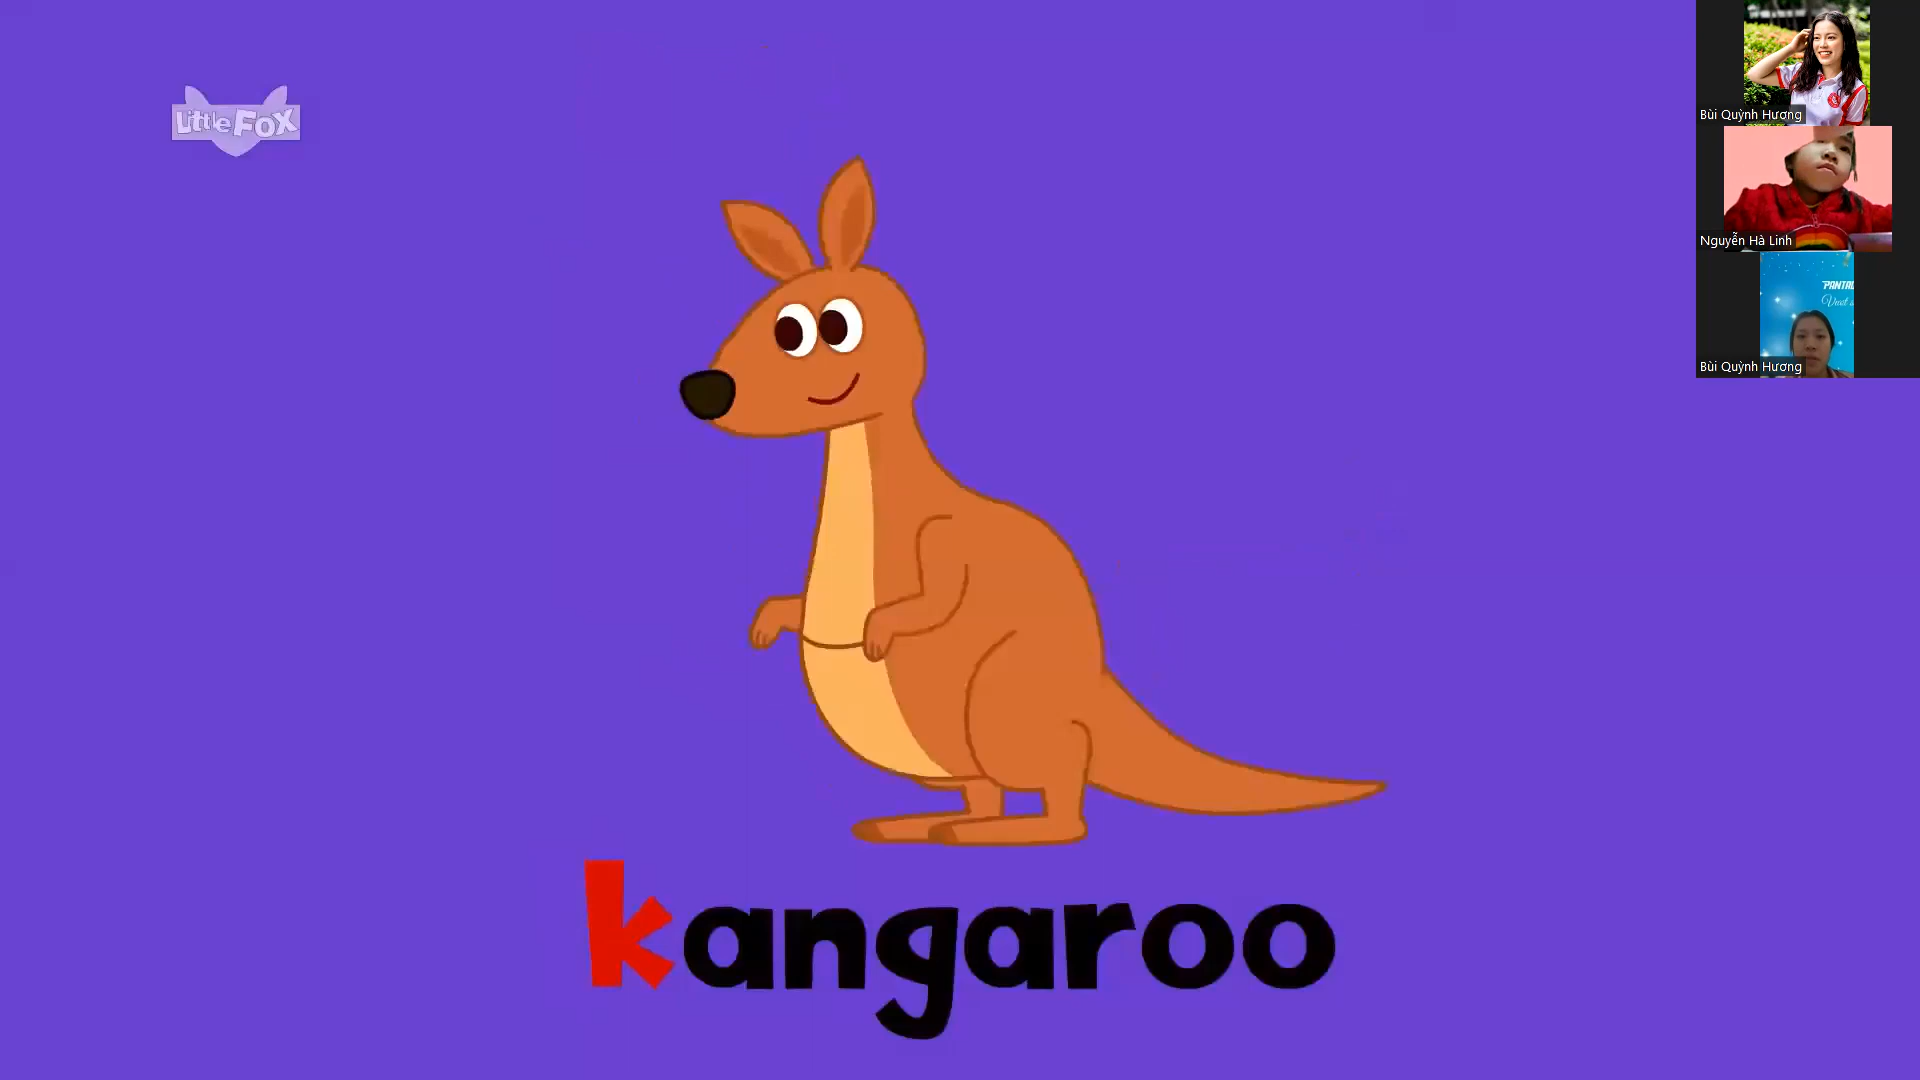 Little FOX
Bùi Quỳnh Hương
Nguyễn Hà Linh
Bùi Quỳnh Hương
kangaroo